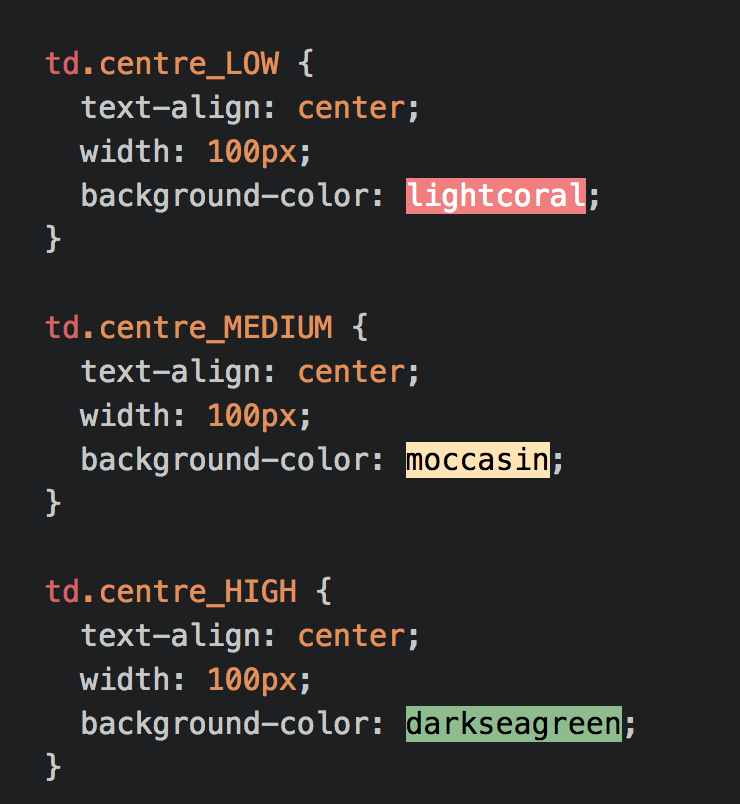 td.centre_LOW {
  text-align: center;
  width: 100px;
  background-color: lightcoral;
}
td.centre_MEDIUM {
  text-align: center;
  width: 100px;
  background-color: moccasin;
}
td.centre_HIGH {
  text-align: center;
  width: 100px;
  background-color: darkseagreen;
}